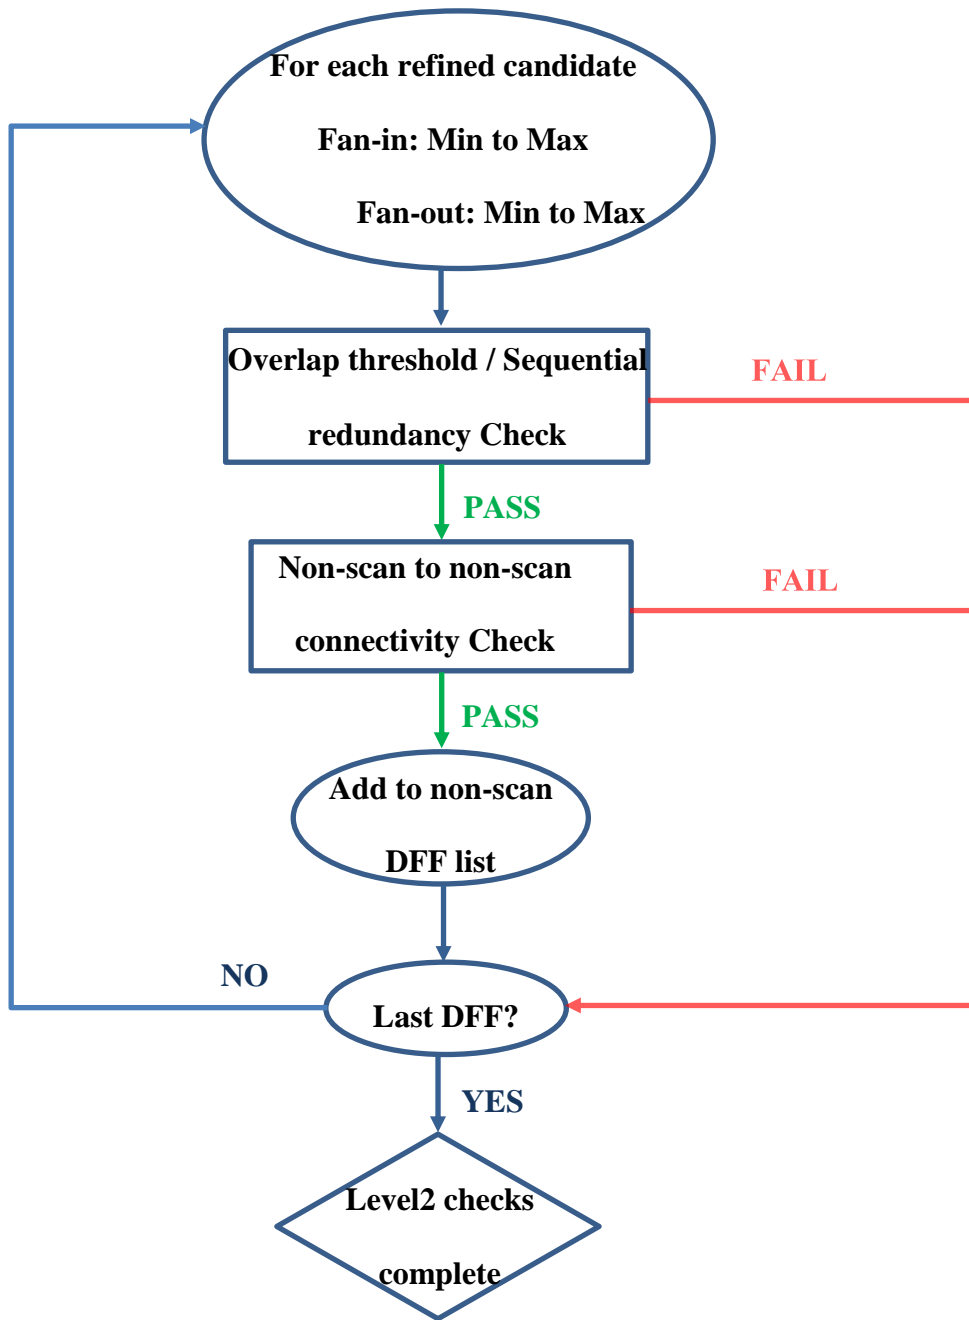 For each refined candidate
Fan-in: Min to Max
Fan-out: Min to Max
Overlap threshold / Sequential
redundancy Check
FAIL
PASS
Non-scan to non-scan
connectivity Check
FAIL
PASS
Add to non-scan
DFF list
NO
Last DFF?
YES
Level2 checks
complete